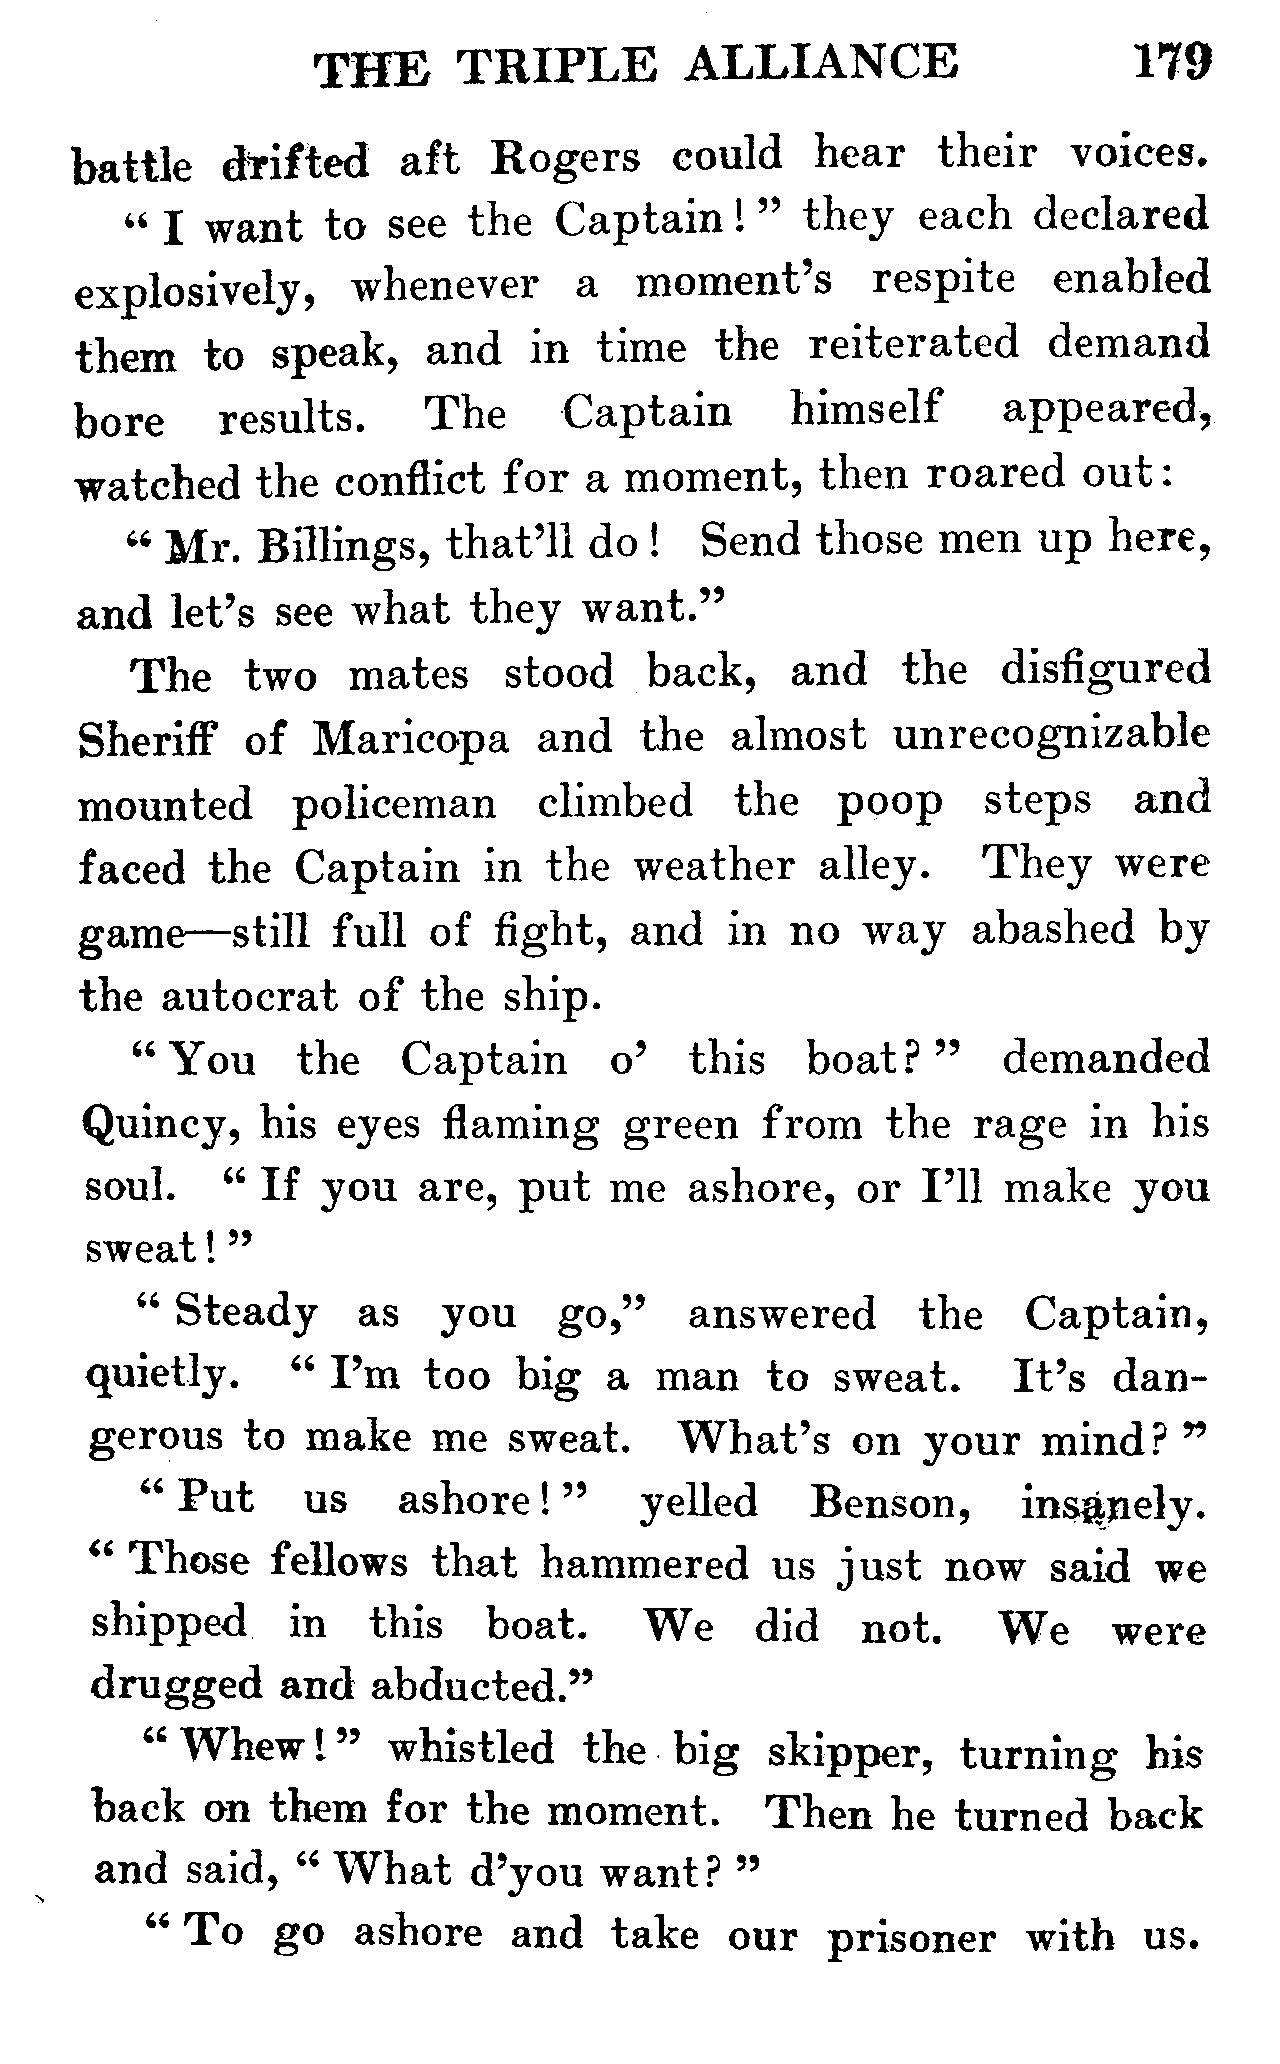 THE TRIPLE ALLIANCE 179
battle drifted aft Rogers could hear their voices.
“ I want to see the Captain ! ” they each declared
explosively, whenever a moment’s respite enabled
them to speak, and in time the reiterated demand
bore results. The Captain himself appeared,
watched the conflict for a moment, then roared out :
“ Mr. Billings, that’ll do ! Send those men up here,
and let’s see what they want.”
The two mates stood back, and the disfigured
Sheriff of Maricopa and the almost unrecognizable
mounted policeman climbed the poop steps and
faced the Captain in the weather alley. They were
game—still full of fight, and in no way abashed by
the autocrat of the ship.
“ You the Captain o’ this boat? ” demanded
Quincy, his eyes flaming green from the rage in his
soul. “ If you are, put me ashore, or I’ll make you
sweat ! ”
“ Steady as you go,” answered the Captain,
quietly. “ I’m too big a man to sweat. It’s dan-
gerous to make me sweat. What’s on your mind? ”
“ Put us ashore ! ” yelled Benson, insanely.
“ Those fellows that hammered us just now said we
shipped in this boat. We did not. We were
drugged and abducted.”
“ Whew ! ” whistled the big skipper, turning his
back on them for the moment. Then he turned back
and said, “ What d’you want? ”
“ To go ashore and take our prisoner with us.